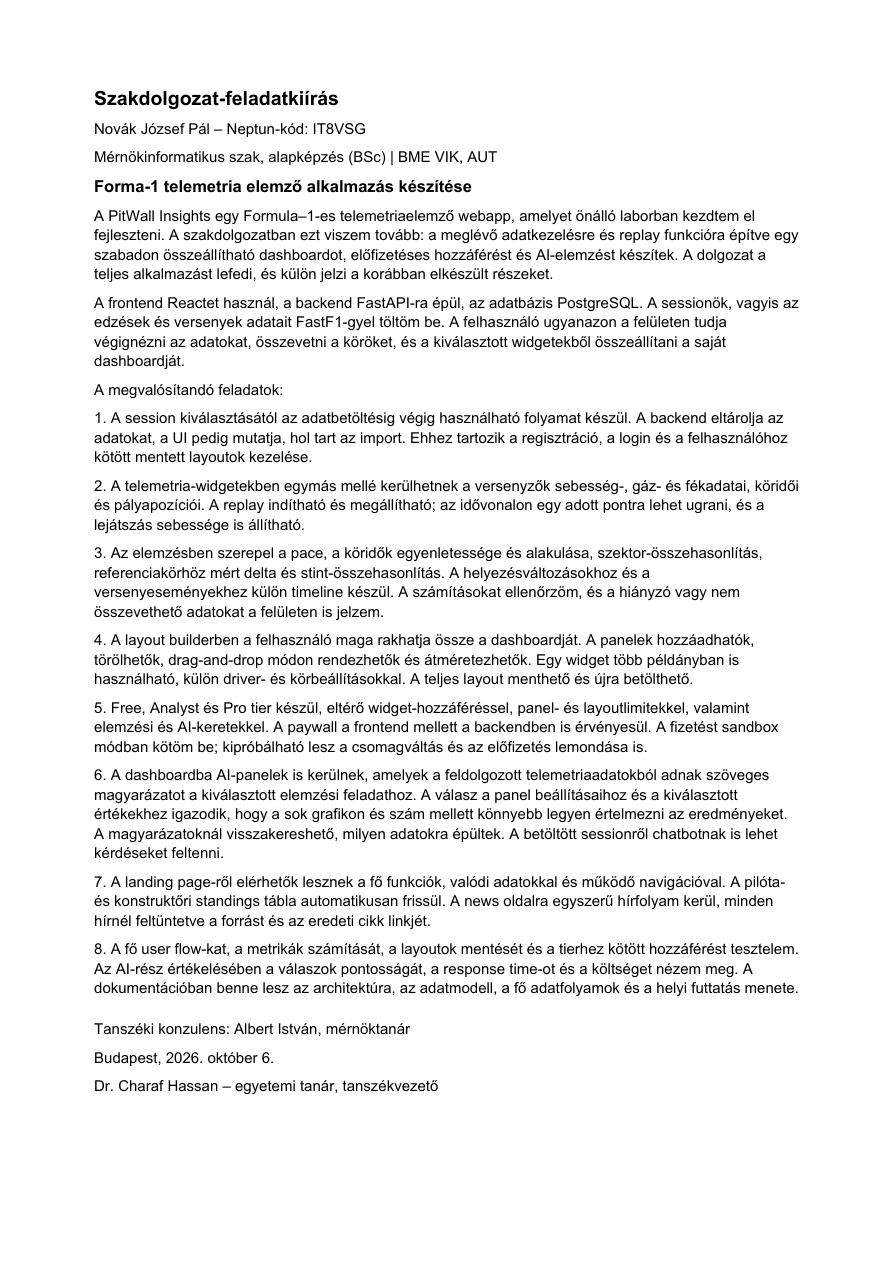 Szakdolgozat-feladatkiírás
Novák József Pál – Neptun-kód: IT8VSG
Mérnökinformatikus szak, alapképzés (BSc) | BME VIK, AUT
Forma-1 telemetria elemző alkalmazás készítése
A PitWall Insights egy Formula–1-es telemetriaelemző webapp, amelyet önálló laborban kezdtem el
fejleszteni. A szakdolgozatban ezt viszem tovább: a meglévő adatkezelésre és replay funkcióra építve egy
szabadon összeállítható dashboardot, előfizetéses hozzáférést és AI-elemzést készítek. A dolgozat a
teljes alkalmazást lefedi, és külön jelzi a korábban elkészült részeket.
A frontend Reactet használ, a backend FastAPI-ra épül, az adatbázis PostgreSQL. A sessionök, vagyis az
edzések és versenyek adatait FastF1-gyel töltöm be. A felhasználó ugyanazon a felületen tudja
végignézni az adatokat, összevetni a köröket, és a kiválasztott widgetekből összeállítani a saját
dashboardját.
A megvalósítandó feladatok:
1. A session kiválasztásától az adatbetöltésig végig használható folyamat készül. A backend eltárolja az
adatokat, a UI pedig mutatja, hol tart az import. Ehhez tartozik a regisztráció, a login és a felhasználóhoz
kötött mentett layoutok kezelése.
2. A telemetria-widgetekben egymás mellé kerülhetnek a versenyzők sebesség-, gáz- és fékadatai, köridői
és pályapozíciói. A replay indítható és megállítható; az idővonalon egy adott pontra lehet ugrani, és a
lejátszás sebessége is állítható.
3. Az elemzésben szerepel a pace, a köridők egyenletessége és alakulása, szektor-összehasonlítás,
referenciakörhöz mért delta és stint-összehasonlítás. A helyezésváltozásokhoz és a
versenyeseményekhez külön timeline készül. A számításokat ellenőrzöm, és a hiányzó vagy nem
összevethető adatokat a felületen is jelzem.
4. A layout builderben a felhasználó maga rakhatja össze a dashboardját. A panelek hozzáadhatók,
törölhetők, drag-and-drop módon rendezhetők és átméretezhetők. Egy widget több példányban is
használható, külön driver- és körbeállításokkal. A teljes layout menthető és újra betölthető.
5. Free, Analyst és Pro tier készül, eltérő widget-hozzáféréssel, panel- és layoutlimitekkel, valamint
elemzési és AI-keretekkel. A paywall a frontend mellett a backendben is érvényesül. A fizetést sandbox
módban kötöm be; kipróbálható lesz a csomagváltás és az előfizetés lemondása is.
6. A dashboardba AI-panelek is kerülnek, amelyek a feldolgozott telemetriaadatokból adnak szöveges
magyarázatot a kiválasztott elemzési feladathoz. A válasz a panel beállításaihoz és a kiválasztott
értékekhez igazodik, hogy a sok grafikon és szám mellett könnyebb legyen értelmezni az eredményeket.
A magyarázatoknál visszakereshető, milyen adatokra épültek. A betöltött sessionről chatbotnak is lehet
kérdéseket feltenni.
7. A landing page-ről elérhetők lesznek a fő funkciók, valódi adatokkal és működő navigációval. A pilóta-
és konstruktőri standings tábla automatikusan frissül. A news oldalra egyszerű hírfolyam kerül, minden
hírnél feltüntetve a forrást és az eredeti cikk linkjét.
8. A fő user flow-kat, a metrikák számítását, a layoutok mentését és a tierhez kötött hozzáférést tesztelem.
Az AI-rész értékelésében a válaszok pontosságát, a response time-ot és a költséget nézem meg. A
dokumentációban benne lesz az architektúra, az adatmodell, a fő adatfolyamok és a helyi futtatás menete.
Tanszéki konzulens: Albert István, mérnöktanár
Budapest, 2026. október 6.
Dr. Charaf Hassan – egyetemi tanár, tanszékvezető